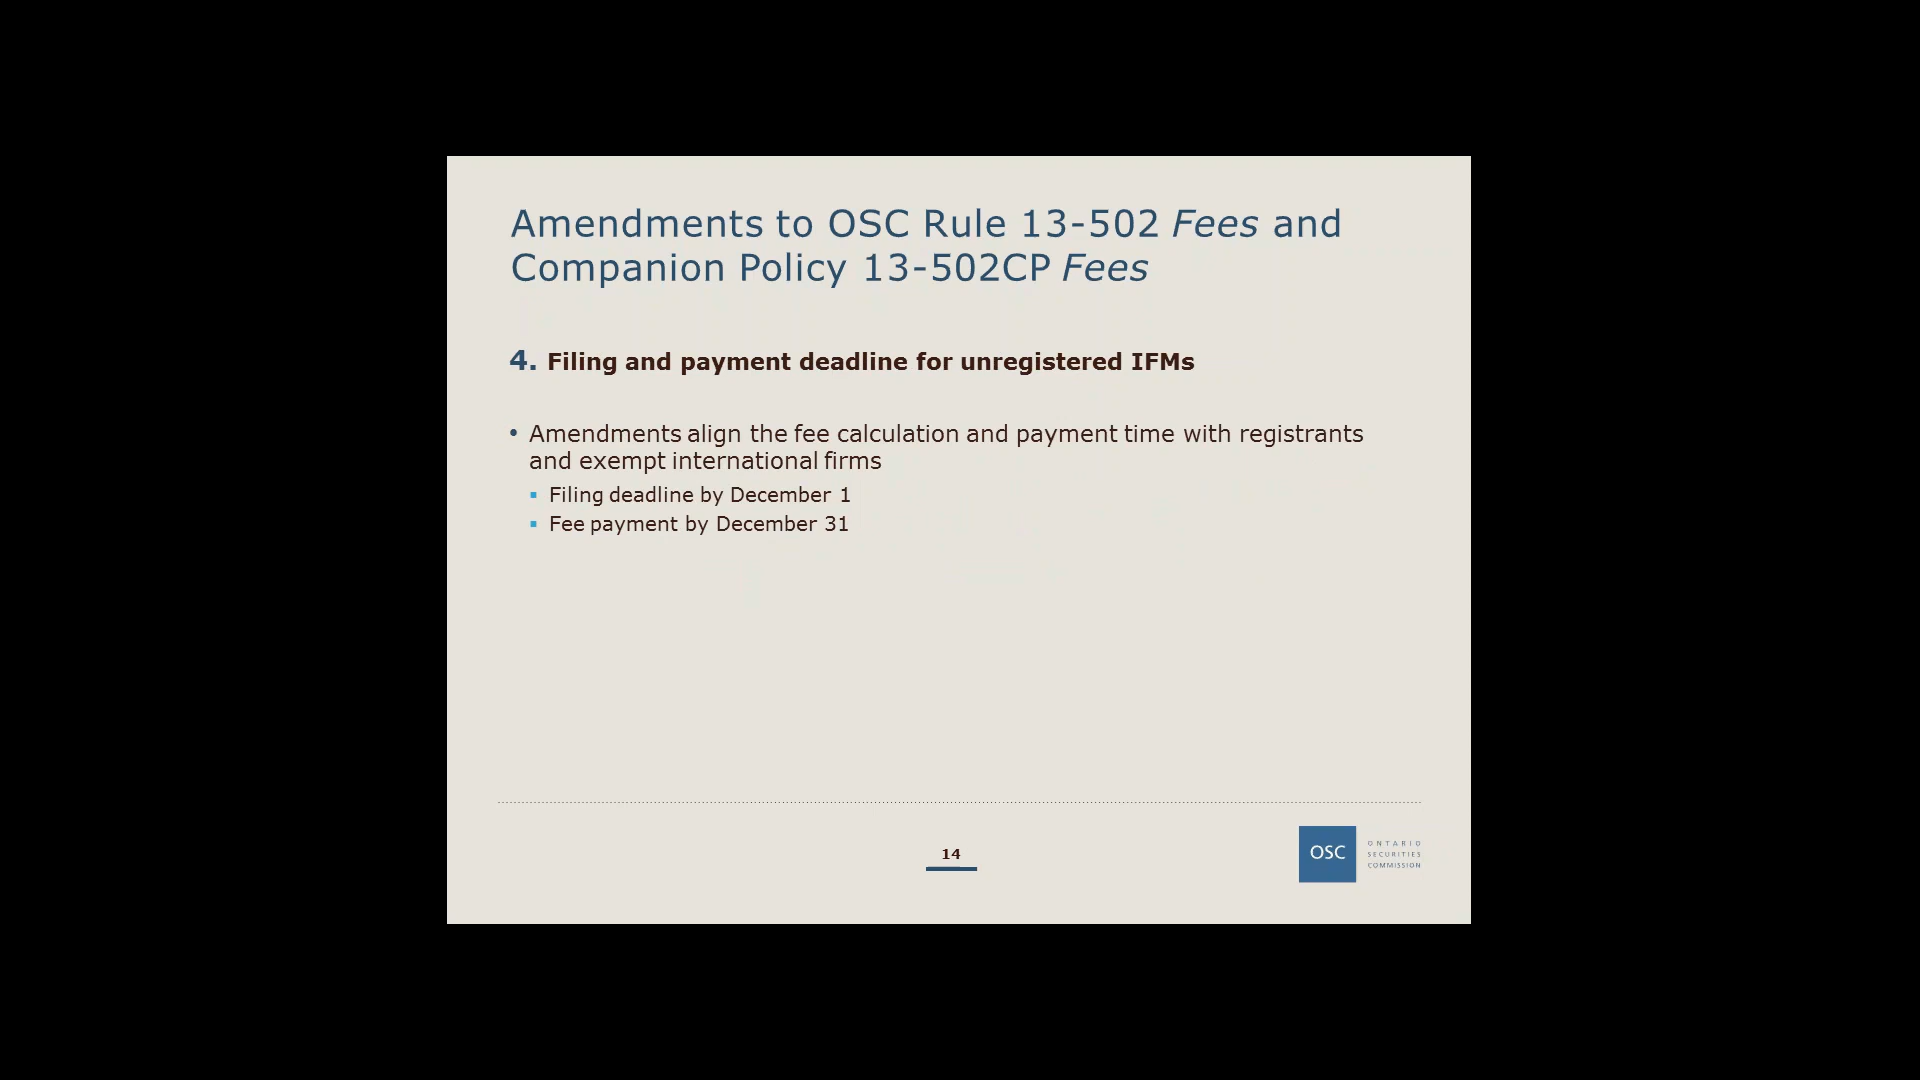 Amendments to OSC Rule 13-502 Fees and
Companion Policy 13-502CP Fees
4. Filing and payment deadline for unregistered IFMs
• Amendments align the fee calculation and payment time with registrants
and exempt international firms
▪ Filing deadline by December 1
▪ Fee payment by December 31
14
OSC
ONTARIO
SECURITIES
COMMISSION